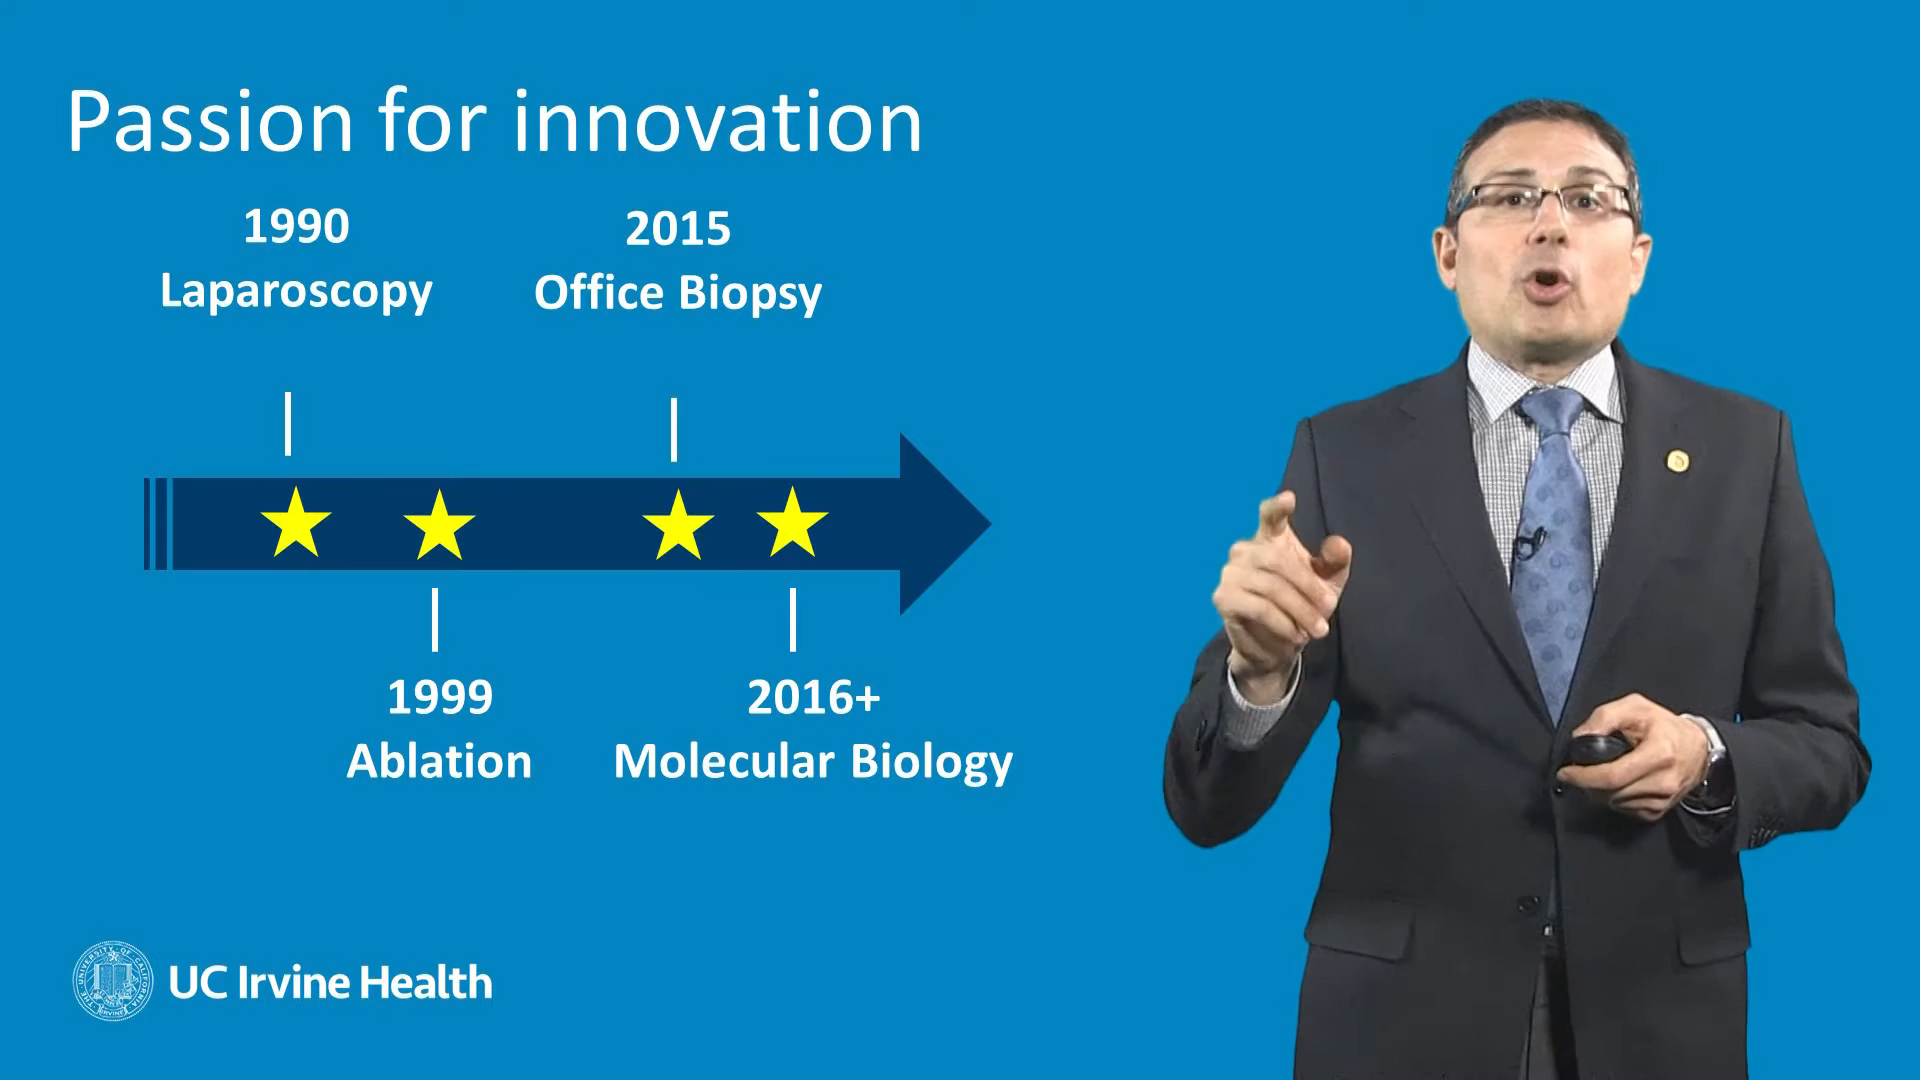 Passion for innovation
1990
Laparoscopy
2015
Office Biopsy
1999
Ablation
2016+
Molecular Biology
UC Irvine Health